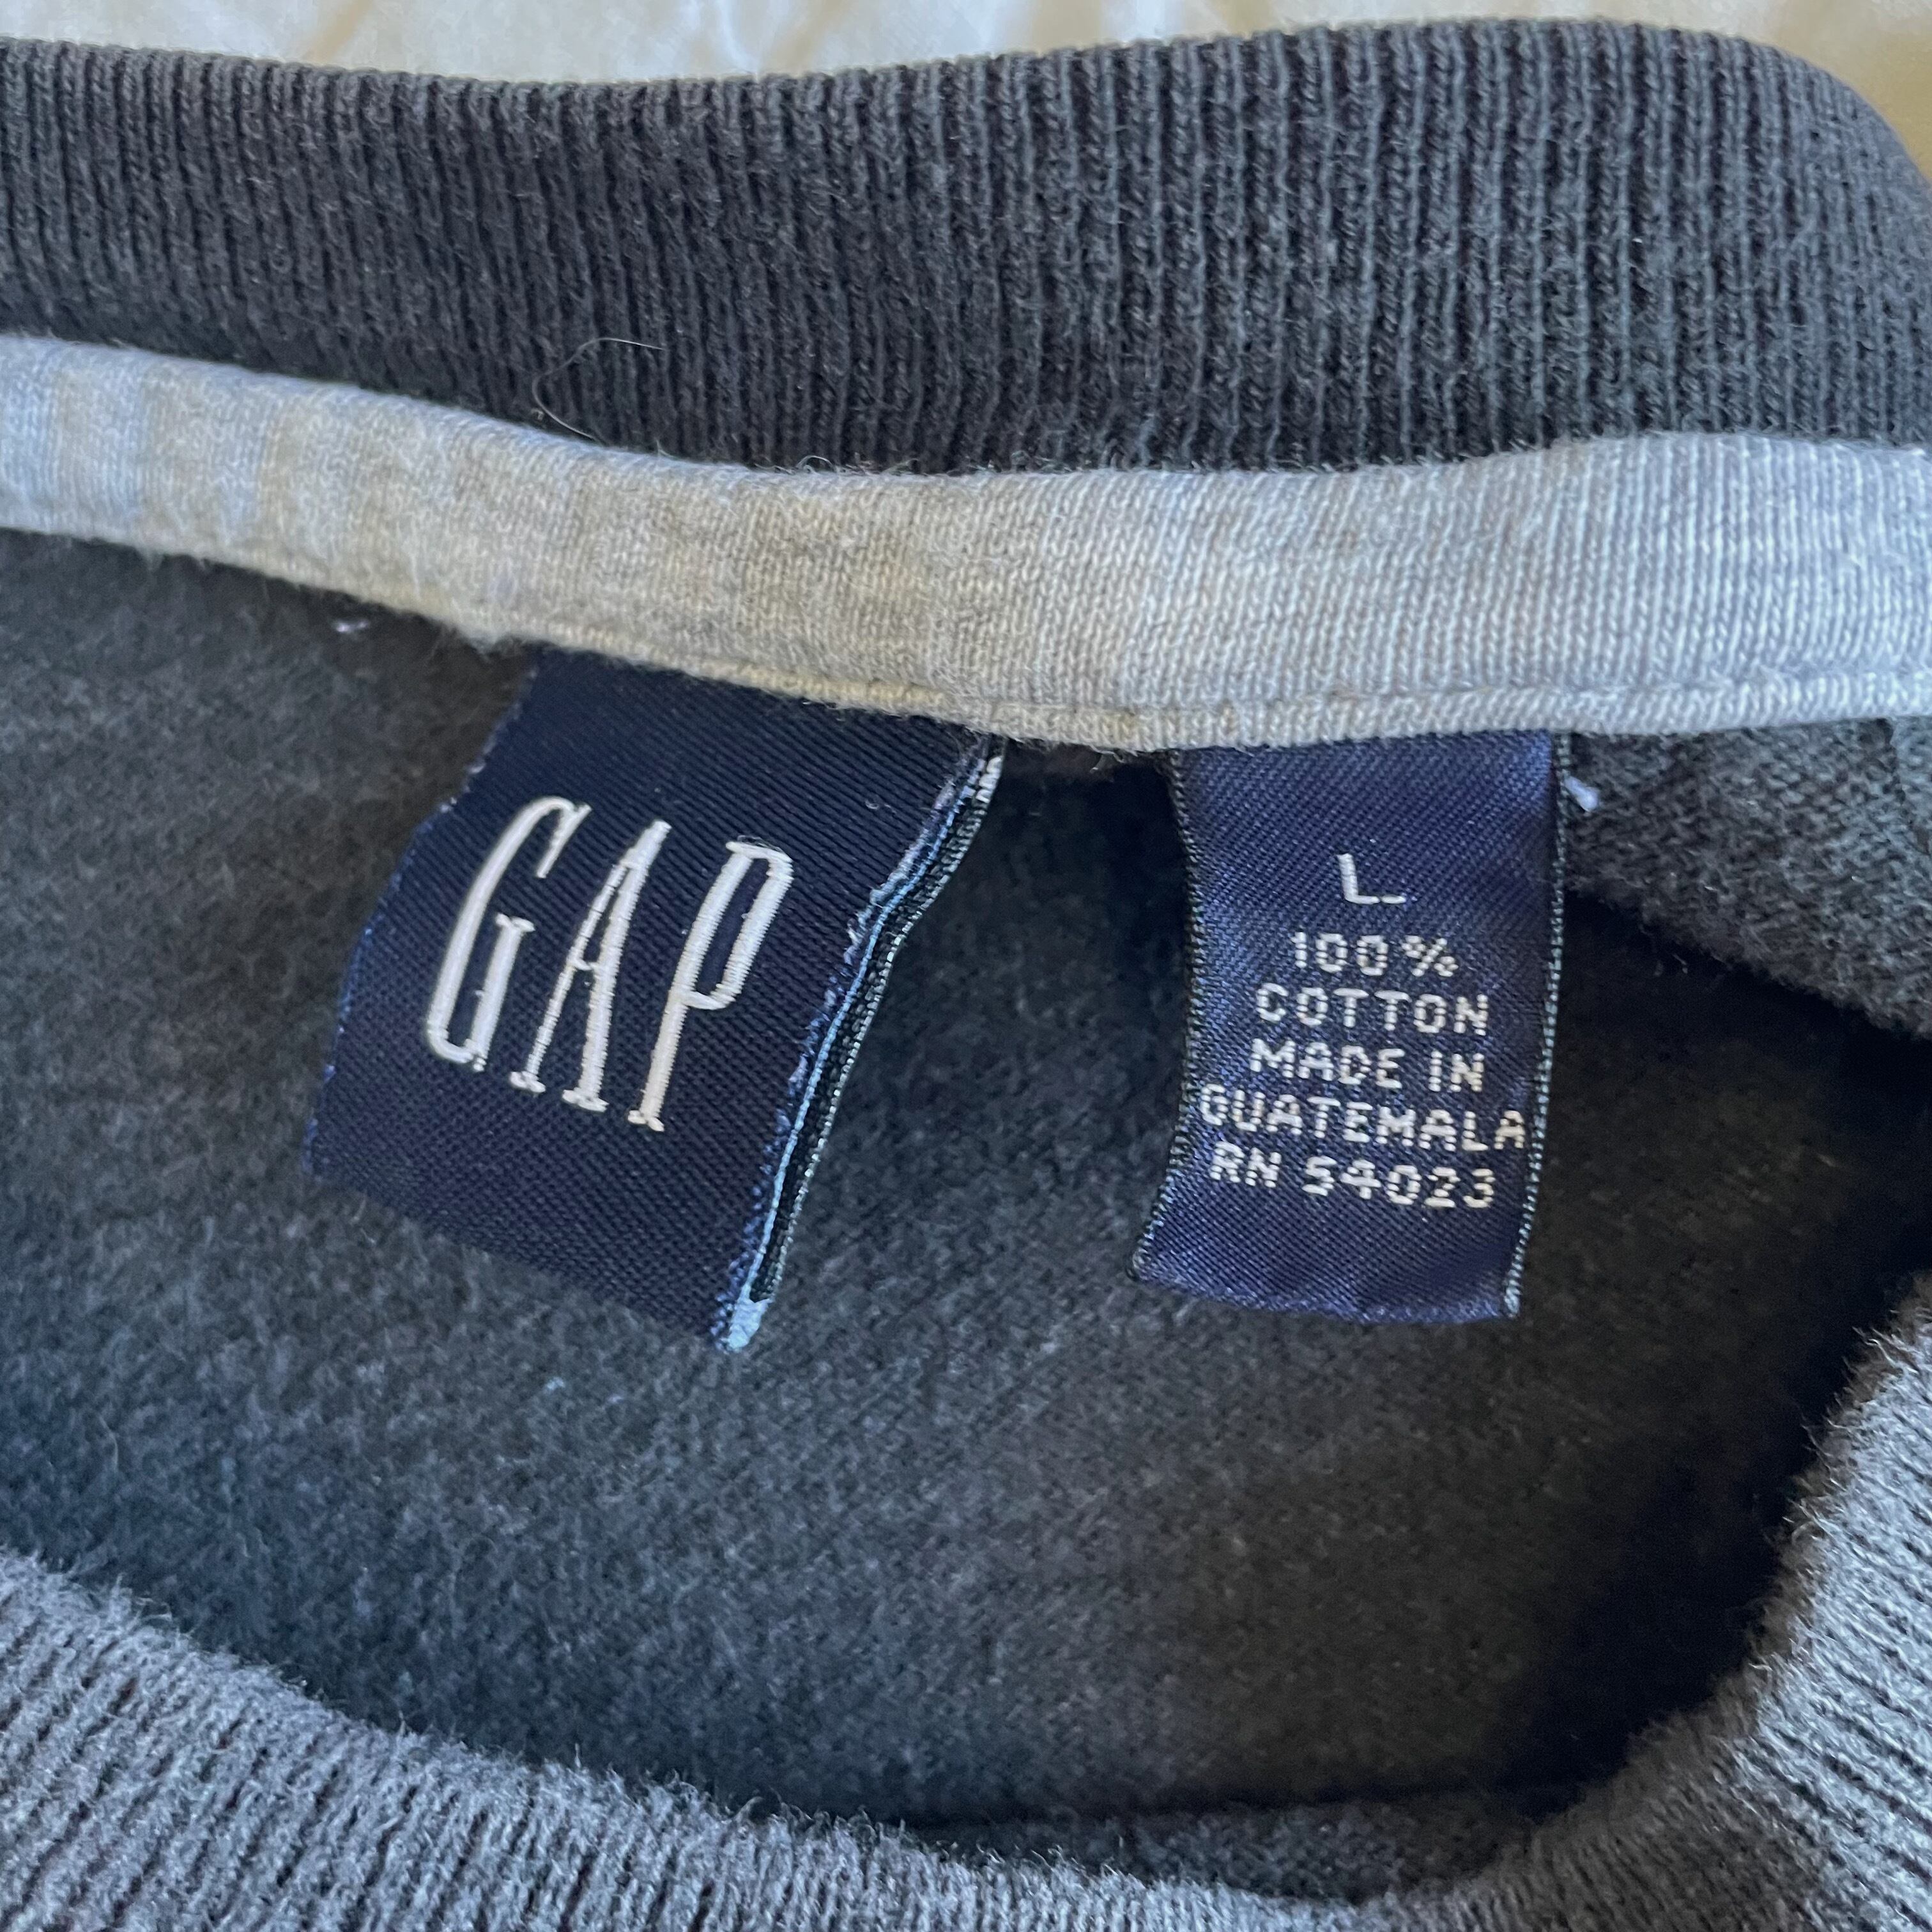 GAP
L
100%
COTTON
MADE IN
GUATEMALA
RN 54023